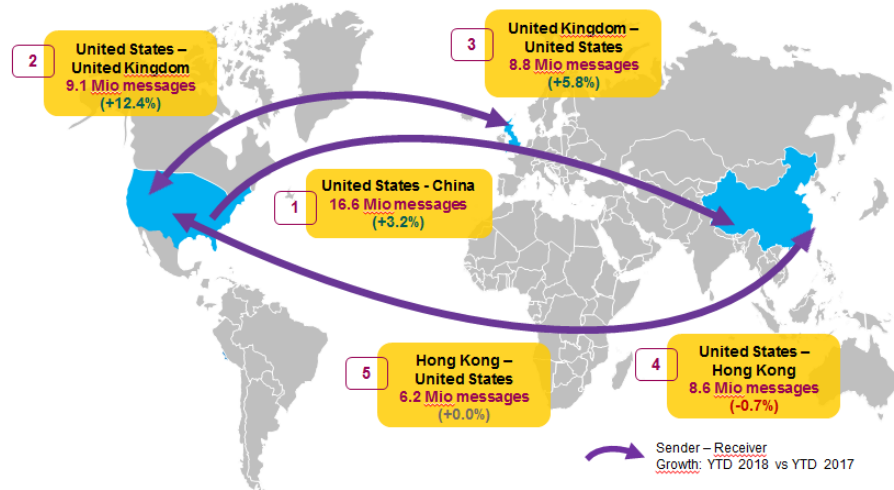 2
United States –
United Kingdom
9.1 Mio messages
(+12.4%)
3
United Kingdom –
United States
8.8 Mio messages
(+5.8%)
1
United States - China
16.6 Mio messages
(+3.2%)
5
Hong Kong –
United States
6.2 Mio messages
(+0.0%)
4
United States –
Hong Kong
8.6 Mio messages
(-0.7%)
Sender – Receiver
Growth: YTD 2018 vs YTD 2017